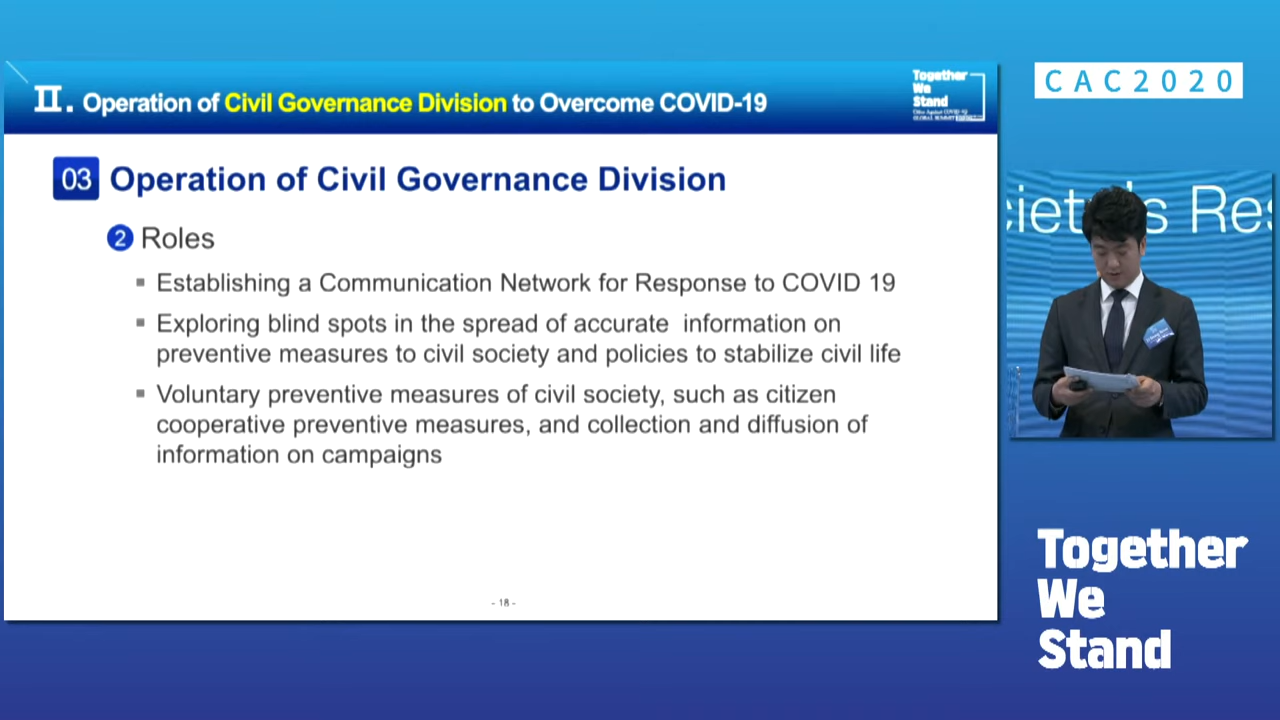 II. Operation of Civil Governance Division to Overcome COVID-19
Together
We
Stand
03 Operation of Civil Governance Division
2 Roles
▪ Establishing a Communication Network for Response to COVID 19
▪ Exploring blind spots in the spread of accurate  information on
preventive measures to civil society and policies to stabilize civil life
▪ Voluntary preventive measures of civil society, such as citizen
cooperative preventive measures, and collection and diffusion of
information on campaigns
- 18 -
CAC2020
Together
We
Stand